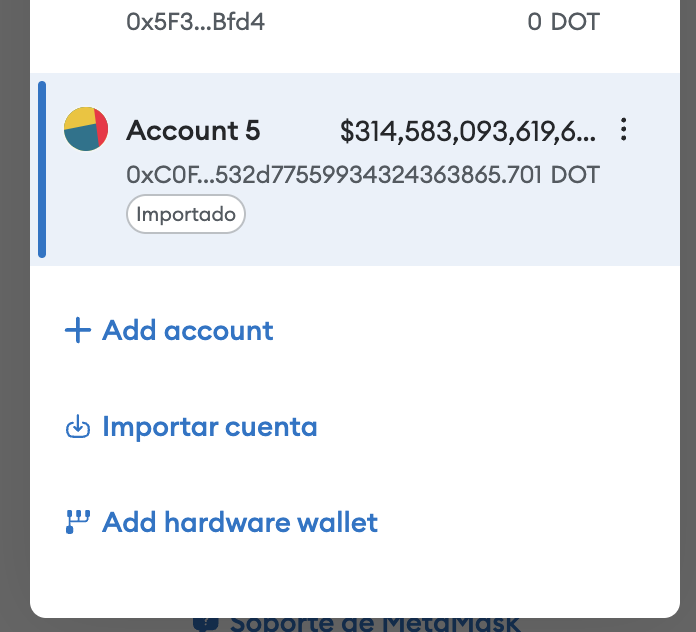 0x5F3...Bfd4 0 DOT
Account 5 $314,583,093,619,6...
0xC0F...532d77559934324363865.701 DOT
Importado
Add account
Importar cuenta
Add hardware wallet
Soporte de MetaMask